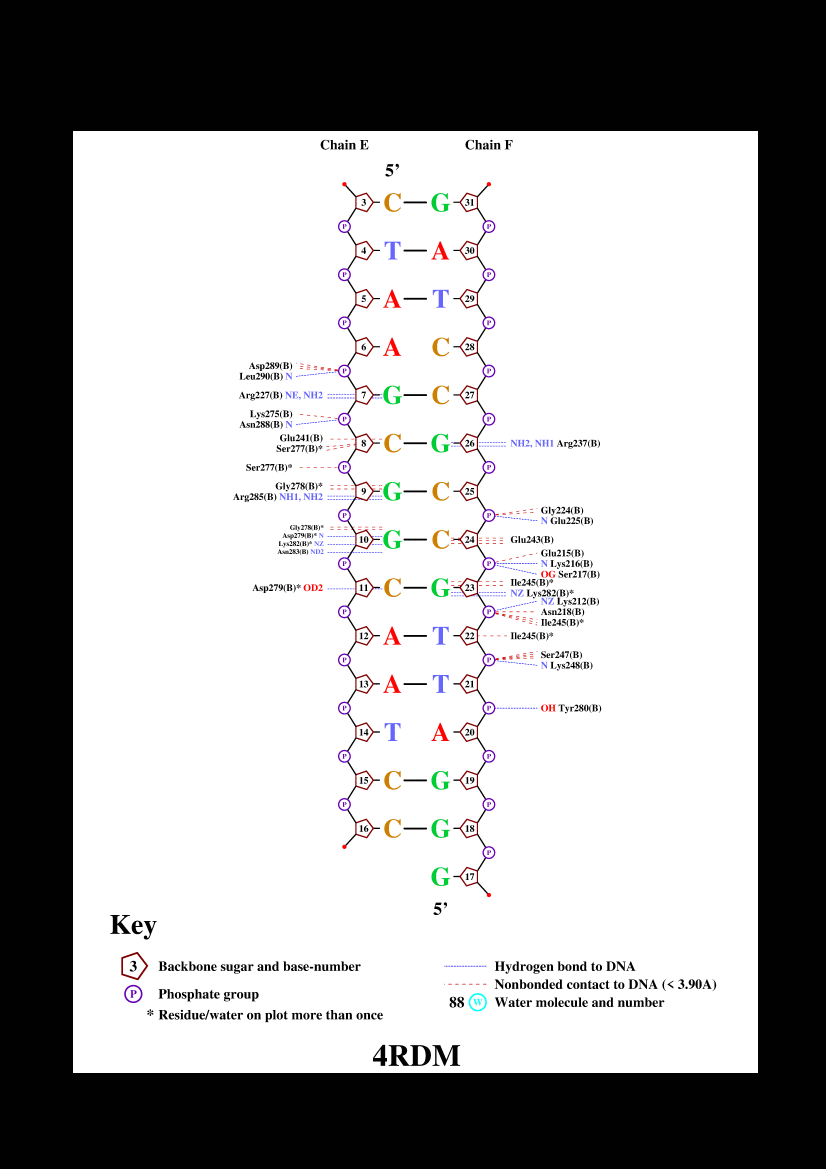 Chain E Chain F
5’
3 C G 31
P P
4 T A 30
P P
5 A T 29
P P
6 A C 28
Asp289(B)
P P
Leu290(B) N
Arg227(B) NE, NH2 7 G C 27
Lys275(B)
P P
Asn288(B) N
Glu241(B)
8 C G 26 NH2, NH1 Arg237(B)
Ser277(B)*
Ser277(B)* P P
Gly278(B)*
9 G C 25
Arg285(B) NH1, NH2
Gly224(B)
P P
N Glu225(B)
Gly278(B)*
Asp279(B)* N
10 G C 24 Glu243(B)
Lys282(B)* NZ
Asn283(B) ND2
Glu215(B)
P P N Lys216(B)
OG Ser217(B)
Ile245(B)*
Asp279(B)* OD2 11 C G 23
NZ Lys282(B)*
NZ Lys212(B)
P P Asn218(B)
Ile245(B)*
12 A T 22 Ile245(B)*
Ser247(B)
P P
N Lys248(B)
13 A T 21
P P OH Tyr280(B)
14 T A 20
P P
15 C G 19
P P
16 C G 18
P
G 17
5’
Key
3 Backbone sugar and base-number
P Phosphate group
* Residue/water on plot more than once
Hydrogen bond to DNA
Nonbonded contact to DNA (< 3.90A)
88 W Water molecule and number
4RDM